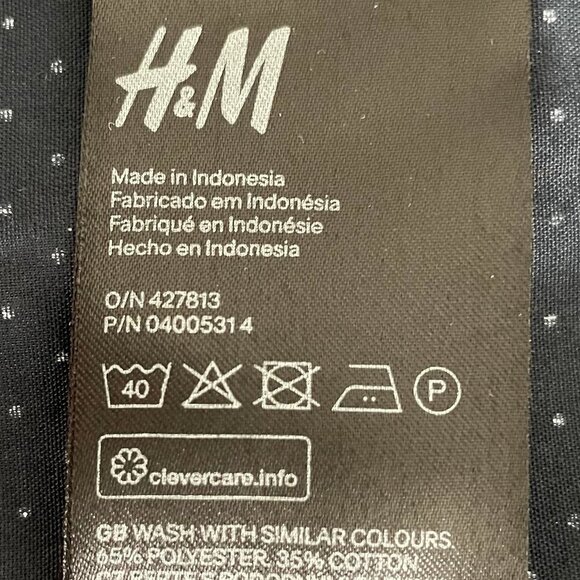 H&M
Made in Indonesia
Fabricado em Indonésia
Fabriqué en Indonésie
Hecho en Indonesia
O/N 427813
P/N 04005314
40
P
clevercare.info
GB WASH WITH SIMILAR COLOURS.
65% POLYESTER, 35% COTTON